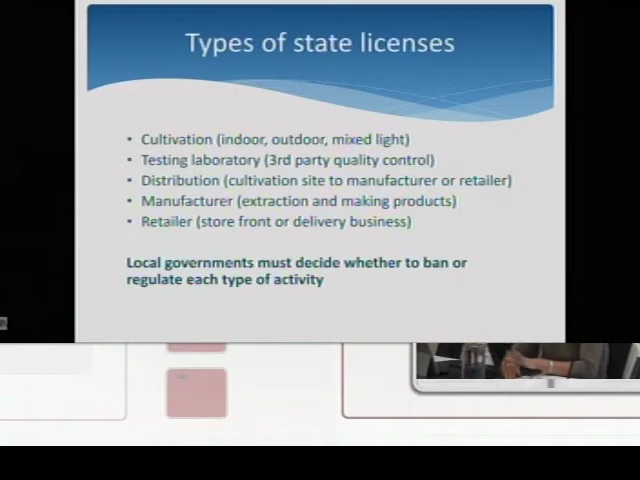 Types of state licenses
• Cultivation (indoor, outdoor, mixed light)
• Testing laboratory (3rd party quality control)
• Distribution (cultivation site to manufacturer or retailer)
• Manufacturer (extraction and making products)
• Retailer (store front or delivery business)
Local governments must decide whether to ban or
regulate each type of activity